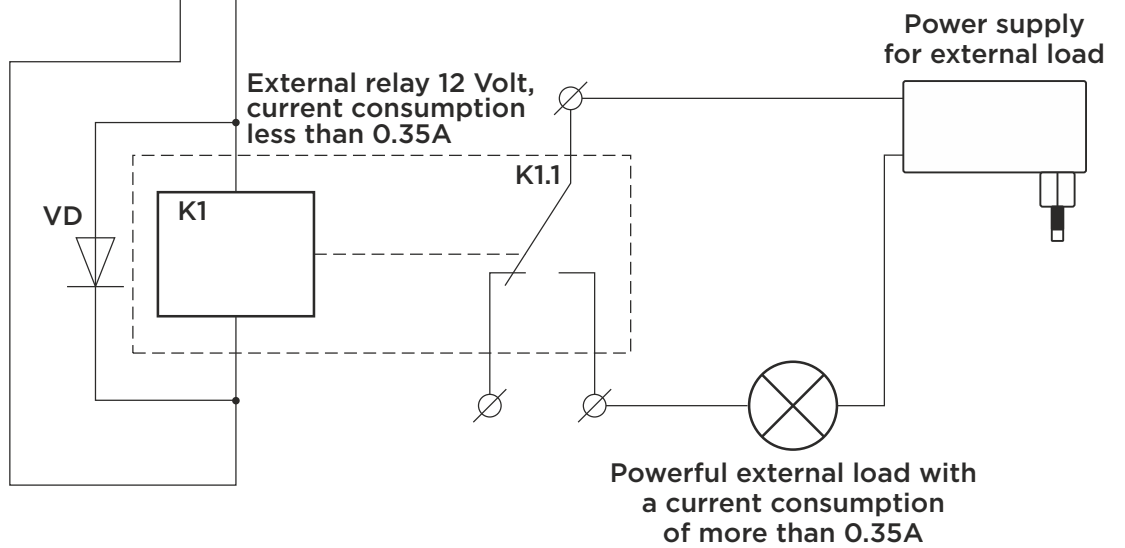 Power supply
for external load
External relay 12 Volt,
current consumption
less than 0.35A
K1.1
VD
K1
Powerful external load with
a current consumption
of more than 0.35A